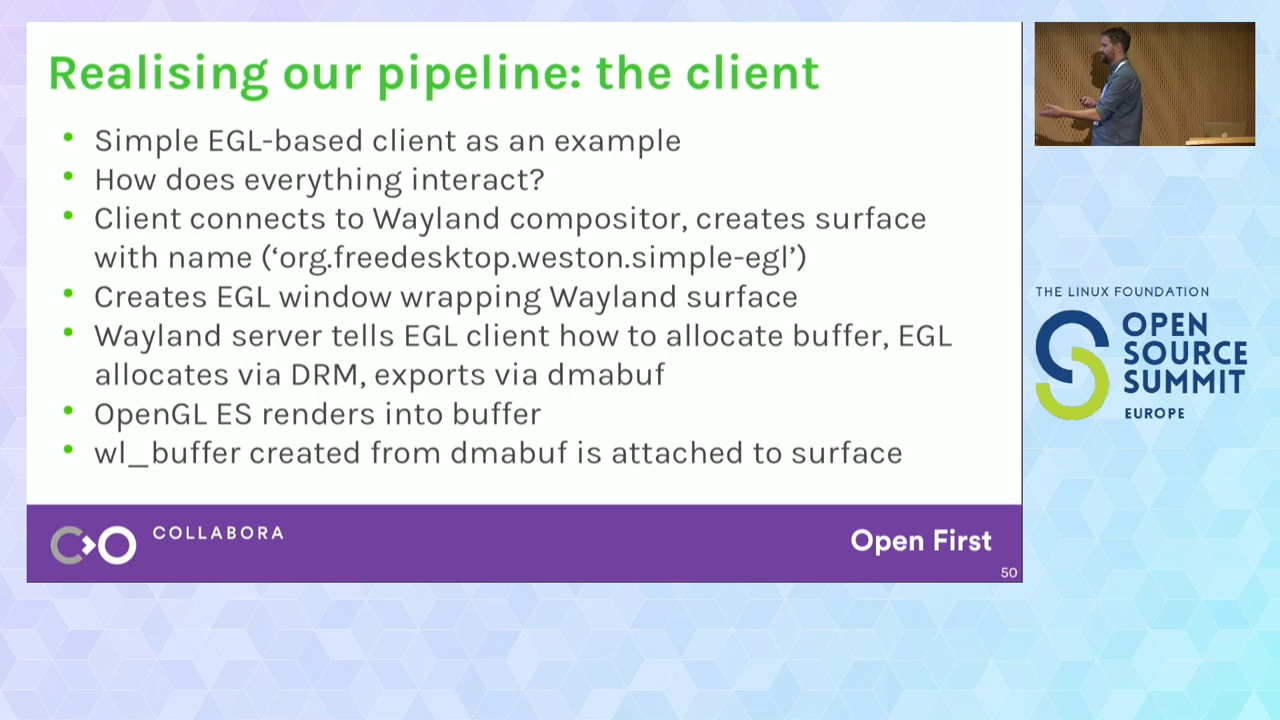 Realising our pipeline: the client
• Simple EGL-based client as an example
• How does everything interact?
• Client connects to Wayland compositor, creates surface
with name (‘org.freedesktop.weston.simple-egl’)
• Creates EGL window wrapping Wayland surface
• Wayland server tells EGL client how to allocate buffer, EGL
allocates via DRM, exports via dmabuf
• OpenGL ES renders into buffer
• wl_buffer created from dmabuf is attached to surface
COLLABORA
Open First
50
THE LINUX FOUNDATION
OPEN
SOURCE
SUMMIT
EUROPE